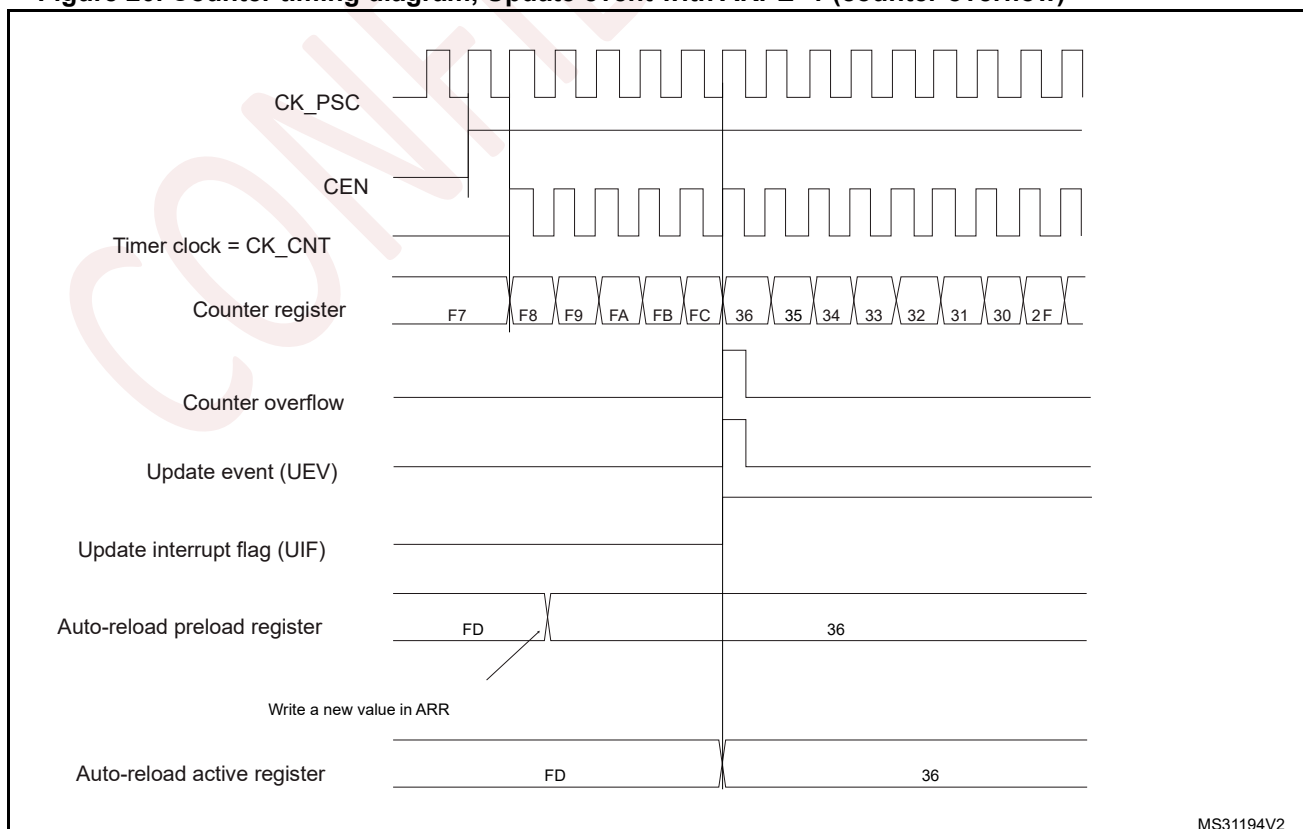 CK_PSC
CEN
Timer clock = CK_CNT
Counter register F7 F8 F9 FA FB FC 36 35 34 33 32 31 30 2F
Counter overflow
Update event (UEV)
Update interrupt flag (UIF)
Auto-reload preload register FD 36
Write a new value in ARR
Auto-reload active register FD 36
MS31194V2